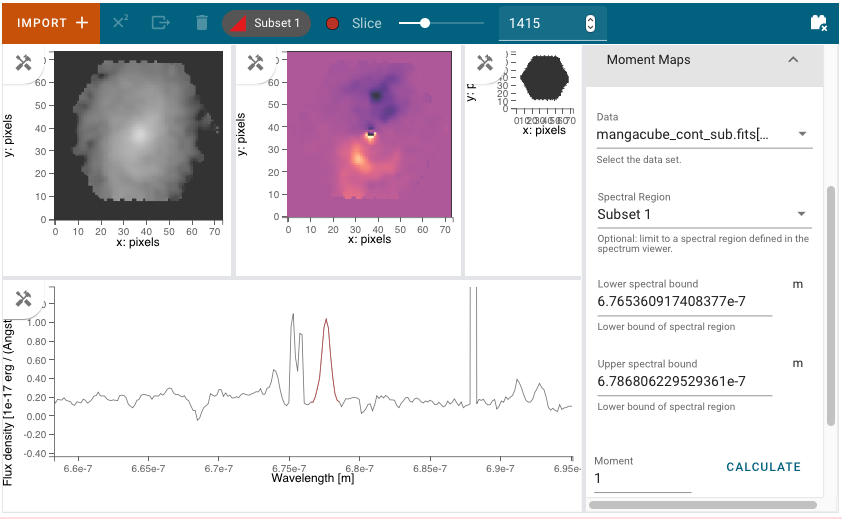 IMPORT +
X²
Subset 1
Slice
1415
y: pixels
60
50
40
30
20
10
0
0 10 20 30 40 50 60 70
x: pixels
y: pixels
70
60
50
40
30
20
10
0
0 10 20 30 40 50 60 70
x: pixels
50
40
30
20
10
0
x: pixels
Flux density [1e-17 erg / (Angst
1.00
0.80
0.60
0.40
0.20
0.00
-0.20
-0.40
6.6e-7 6.65e-7 6.7e-7 6.75e-7 6.8e-7 6.85e-7 6.9e-7 6.95e-
Wavelength [m]
Moment Maps
Data
mangacube_cont_sub.fits[...
Select the data set.
Spectral Region
Subset 1
Optional: limit to a spectral region defined in the
spectrum viewer.
Lower spectral bound
6.765360917408377e-7 m
Lower bound of spectral region
Upper spectral bound
6.786806229529361e-7 m
Lower bound of spectral region
Moment
1
CALCULATE